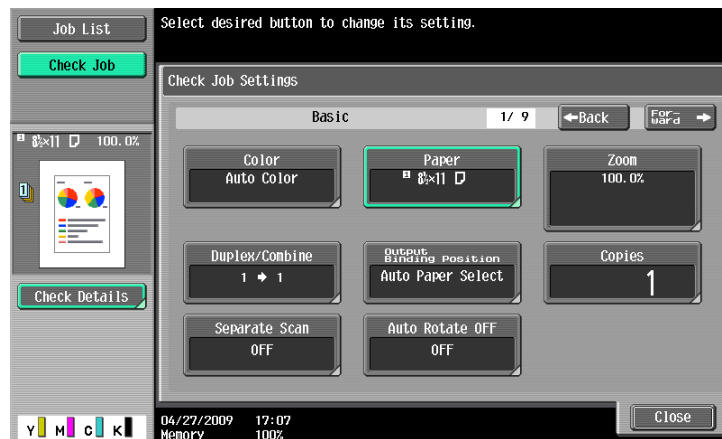 Job List
Select desired button to change its setting.
Check Job
Check Job Settings
Basic
1/ 9
←Back
For-
ward →
8½×11 100.0%
1
Check Details
Color
Auto Color
Paper
8½×11
Zoom
100.0%
Duplex/Combine
1 → 1
Output
Binding Position
Auto Paper Select
Copies
1
Separate Scan
OFF
Auto Rotate OFF
OFF
Y M C K
04/27/2009 17:07
Memory 100%
Close